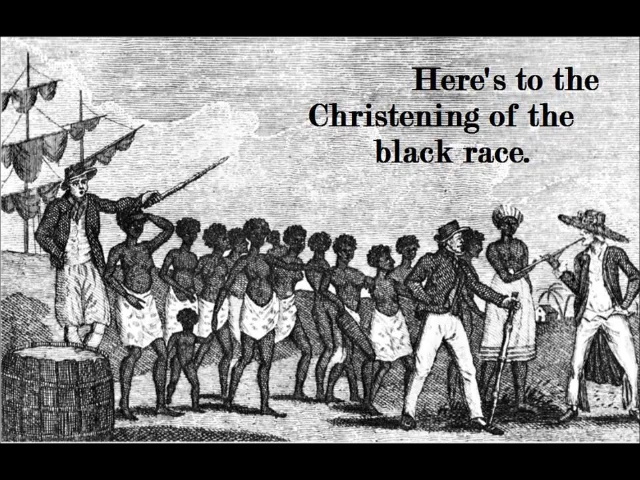 Here's to the
Christening of the
black race.